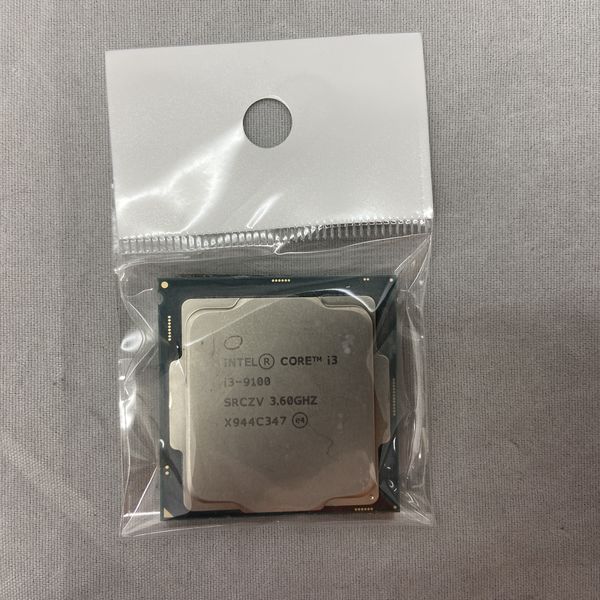 INTEL® CORE™ i3
i3-9100
SRCZV 3.60GHZ
X944C347 e4